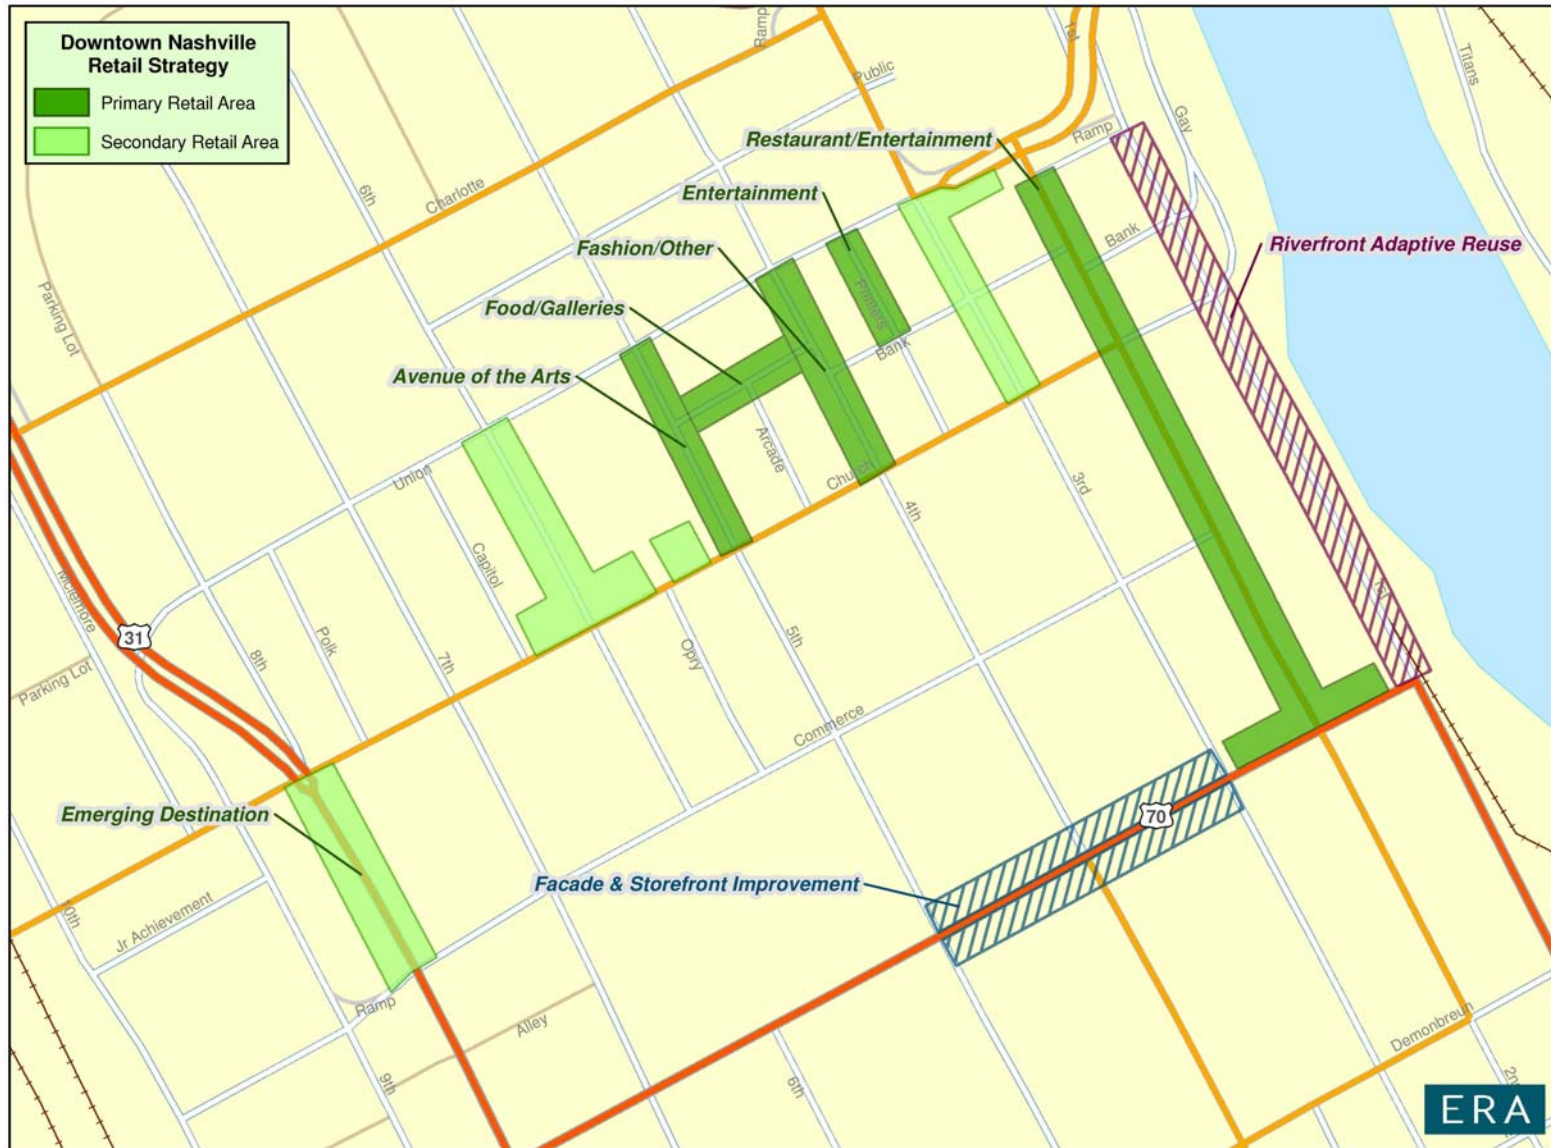 Downtown Nashville
Retail Strategy
Primary Retail Area
Secondary Retail Area
Ramp
1st
Titans
Public
Gay
Ramp
Restaurant/Entertainment
6th
Charlotte
Entertainment
Bank
Riverfront Adaptive Reuse
Fashion/Other
Parking Lot
Food/Galleries
Printers
Bank
Avenue of the Arts
Arcade
Union
Church
3rd
4th
Capitol
Mclemore
1st
31
Polk
8th
7th
Opry
5th
Parking Lot
Commerce
Emerging Destination
70
Facade & Storefront Improvement
10th
Jr Achievement
Ramp
Alley
Demonbreun
9th
6th
2nd
ERA